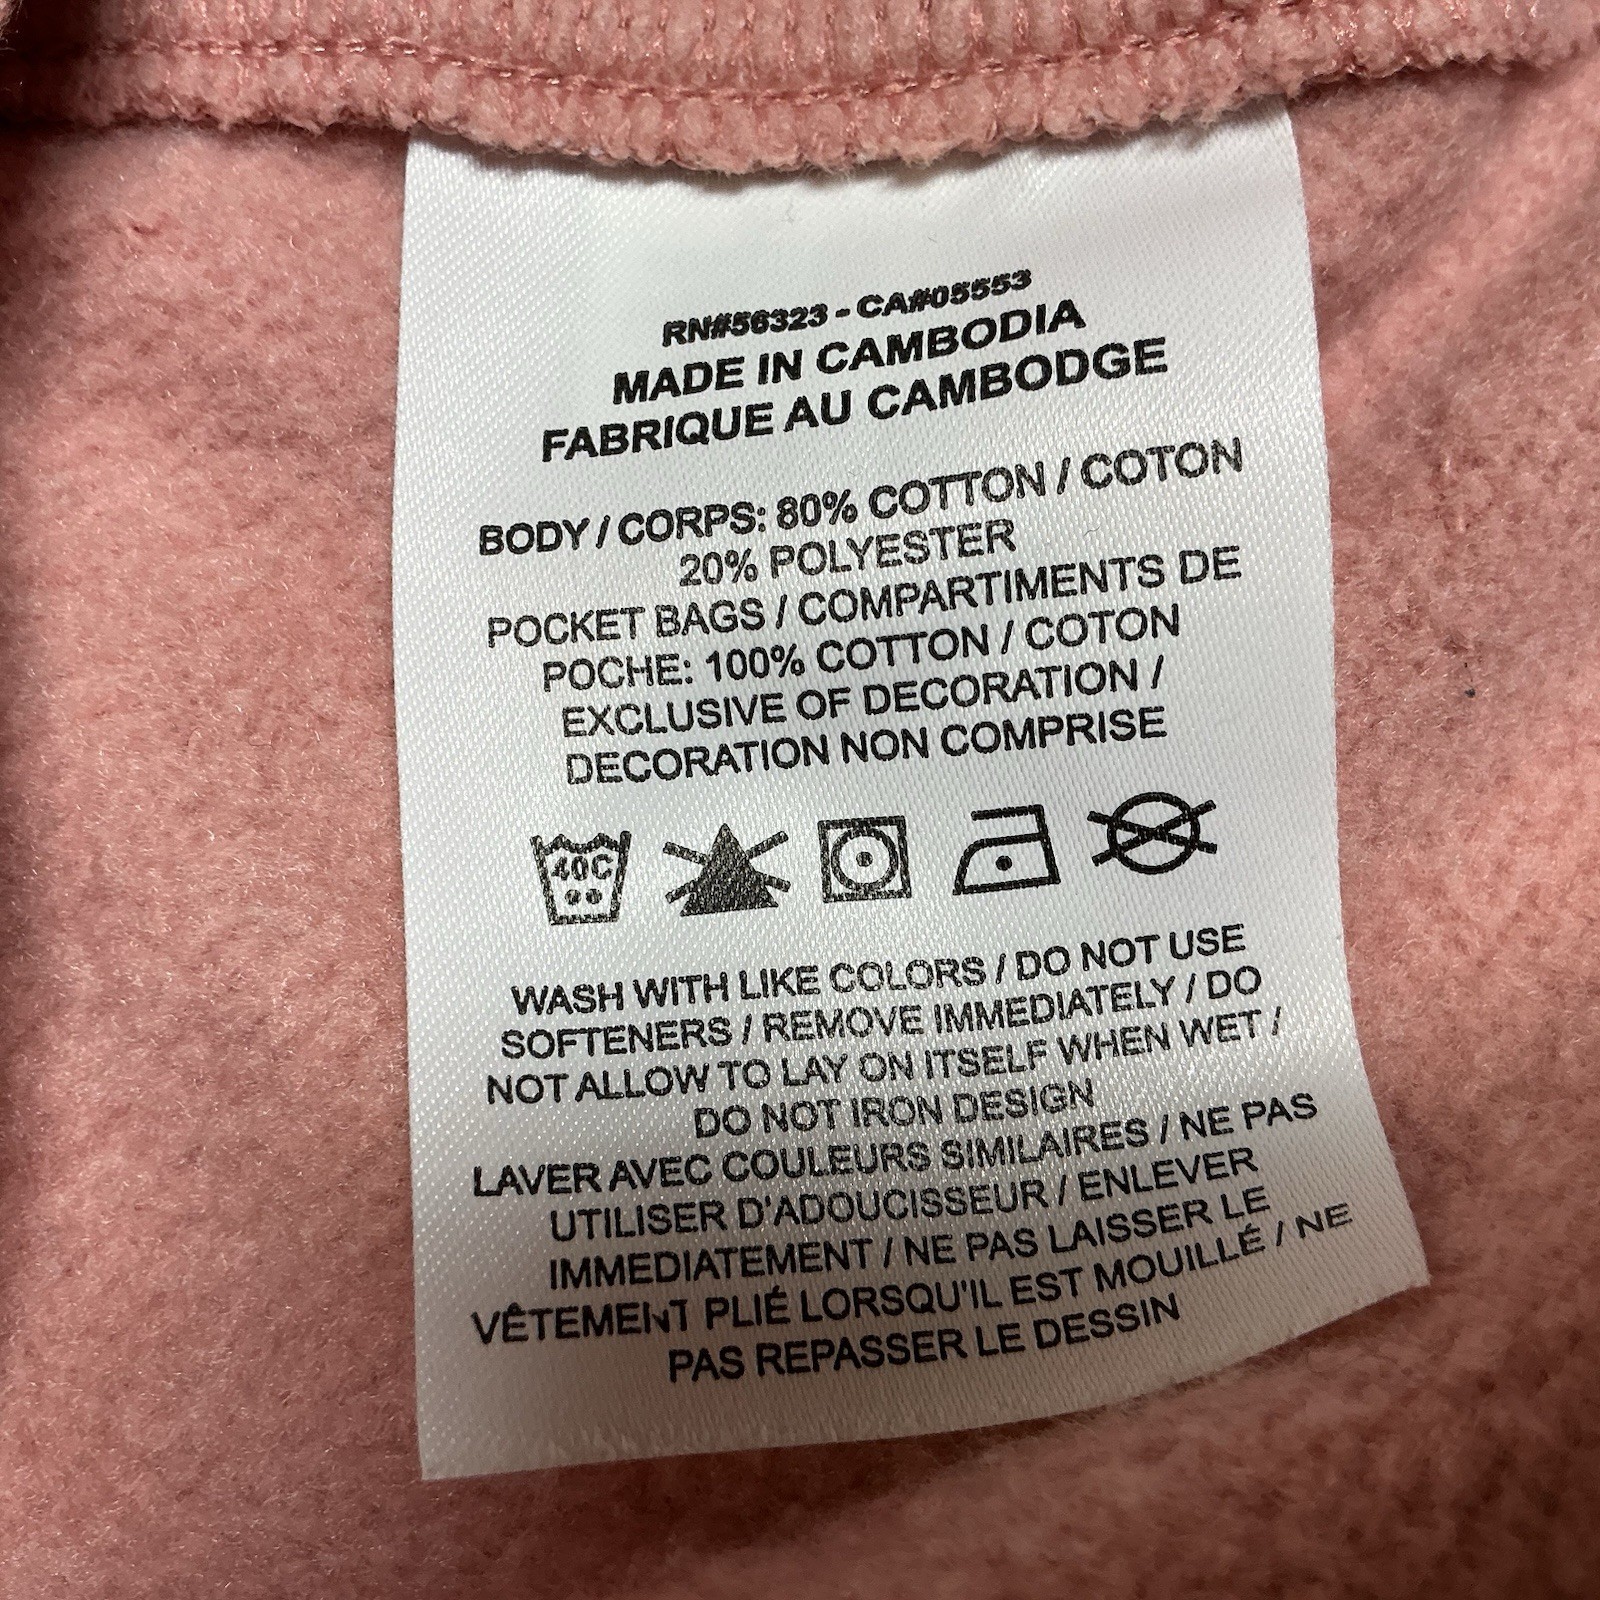 RN#56323 - CA#05553
MADE IN CAMBODIA
FABRIQUE AU CAMBODGE
BODY / CORPS: 80% COTTON / COTON
20% POLYESTER
POCKET BAGS / COMPARTIMENTS DE
POCHE: 100% COTTON / COTON
EXCLUSIVE OF DECORATION /
DECORATION NON COMPRISE
40C
WASH WITH LIKE COLORS / DO NOT USE
SOFTENERS / REMOVE IMMEDIATELY / DO
NOT ALLOW TO LAY ON ITSELF WHEN WET /
DO NOT IRON DESIGN
LAVER AVEC COULEURS SIMILAIRES / NE PAS
UTILISER D'ADOUCISSEUR / ENLEVER
IMMEDIATEMENT / NE PAS LAISSER LE
VÊTEMENT PLIÉ LORSQU'IL EST MOUILLÉ / NE
PAS REPASSER LE DESSIN